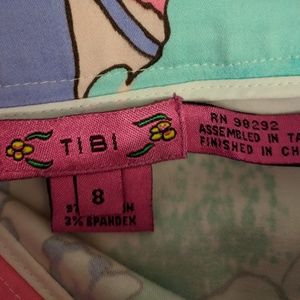 TIBI
8
3% SPANDEX
RN 98292
ASSEMBLED IN
FINISHED IN